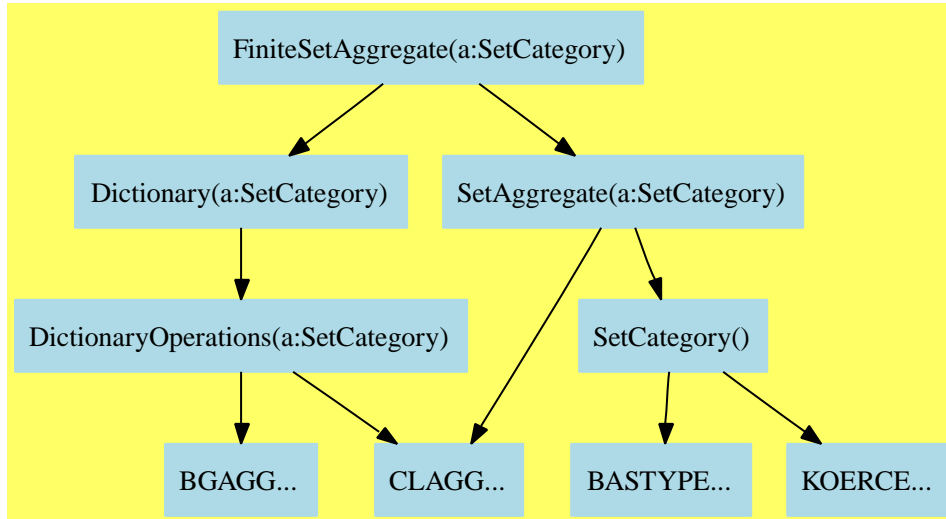 FiniteSetAggregate(a:SetCategory)
Dictionary(a:SetCategory)
SetAggregate(a:SetCategory)
DictionaryOperations(a:SetCategory)
SetCategory()
BGAGG...
CLAGG...
BASTYPE...
KOERCE...